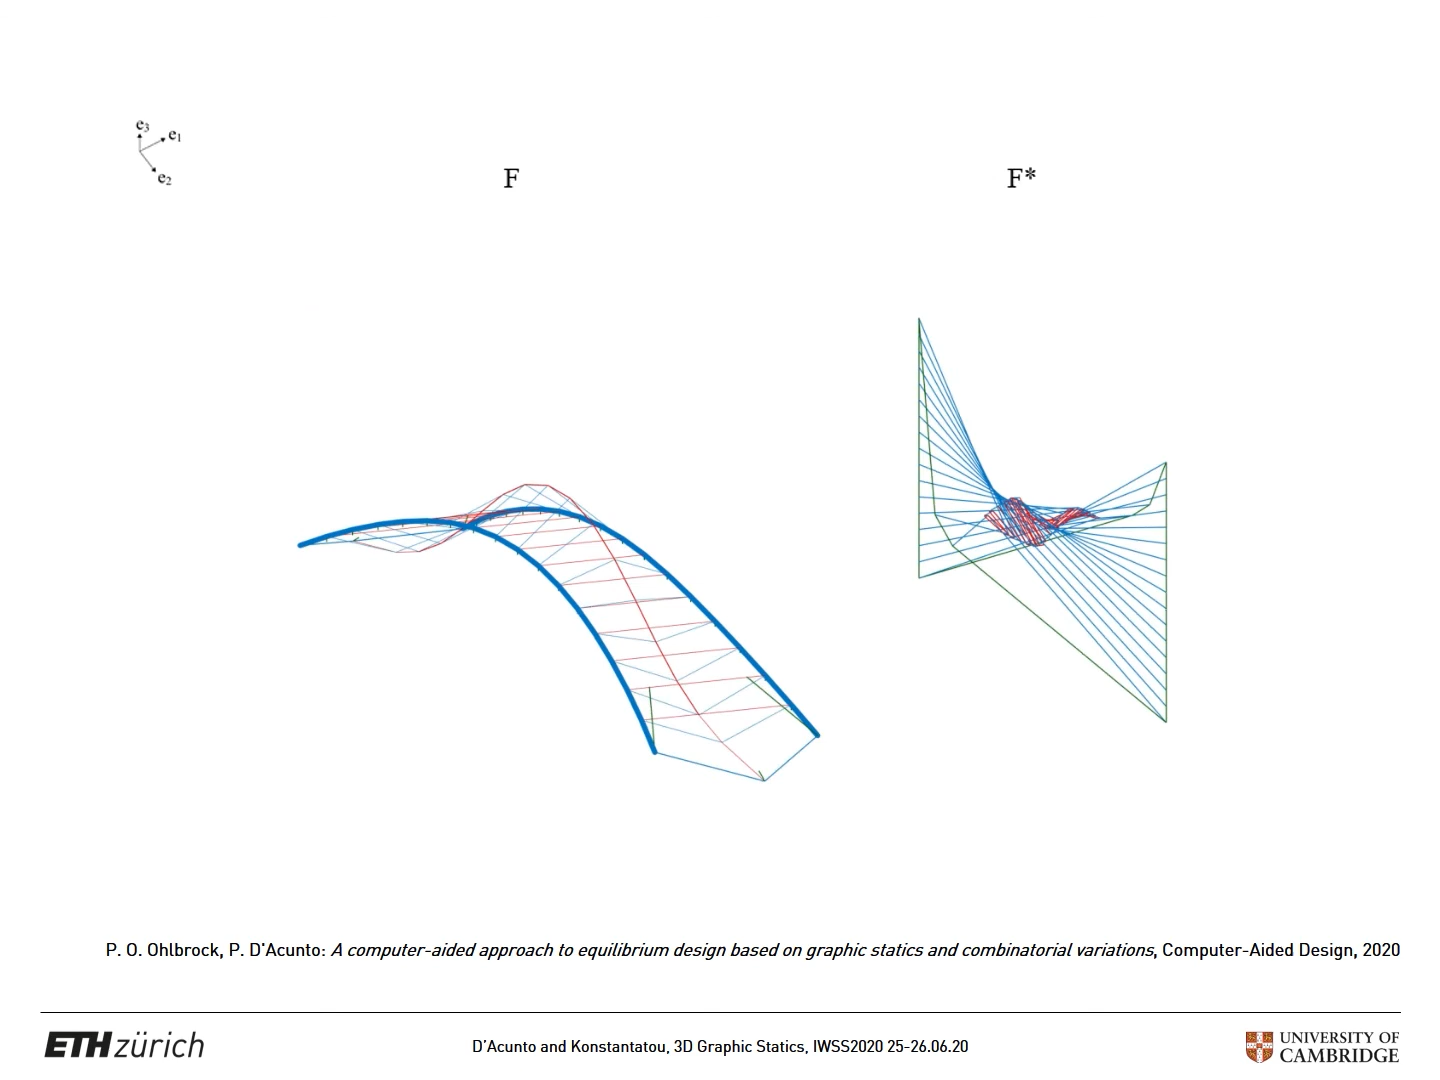 e3
e1
e2
F
F*
P. O. Ohlbrock, P. D'Acunto: A computer-aided approach to equilibrium design based on graphic statics and combinatorial variations, Computer-Aided Design, 2020
ETH zürich
D'Acunto and Konstantatou, 3D Graphic Statics, IWSS2020 25-26.06.20
UNIVERSITY OF
CAMBRIDGE